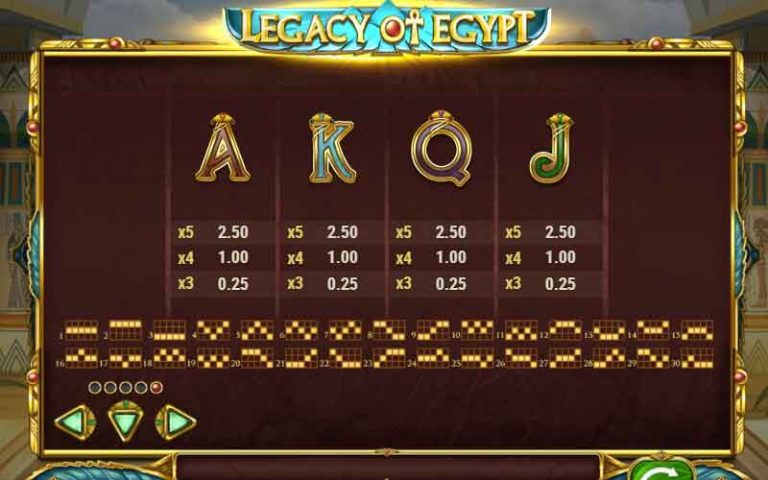 LEGACY OF EGYPT
A K Q J
x5 2.50 x5 2.50 x5 2.50 x5 2.50
x4 1.00 x4 1.00 x4 1.00 x4 1.00
x3 0.25 x3 0.25 x3 0.25 x3 0.25
1 2 3 4 5 6 7 8 9 10 11 12 13 14 15
16 17 18 19 20 21 22 23 24 25 26 27 28 29 30